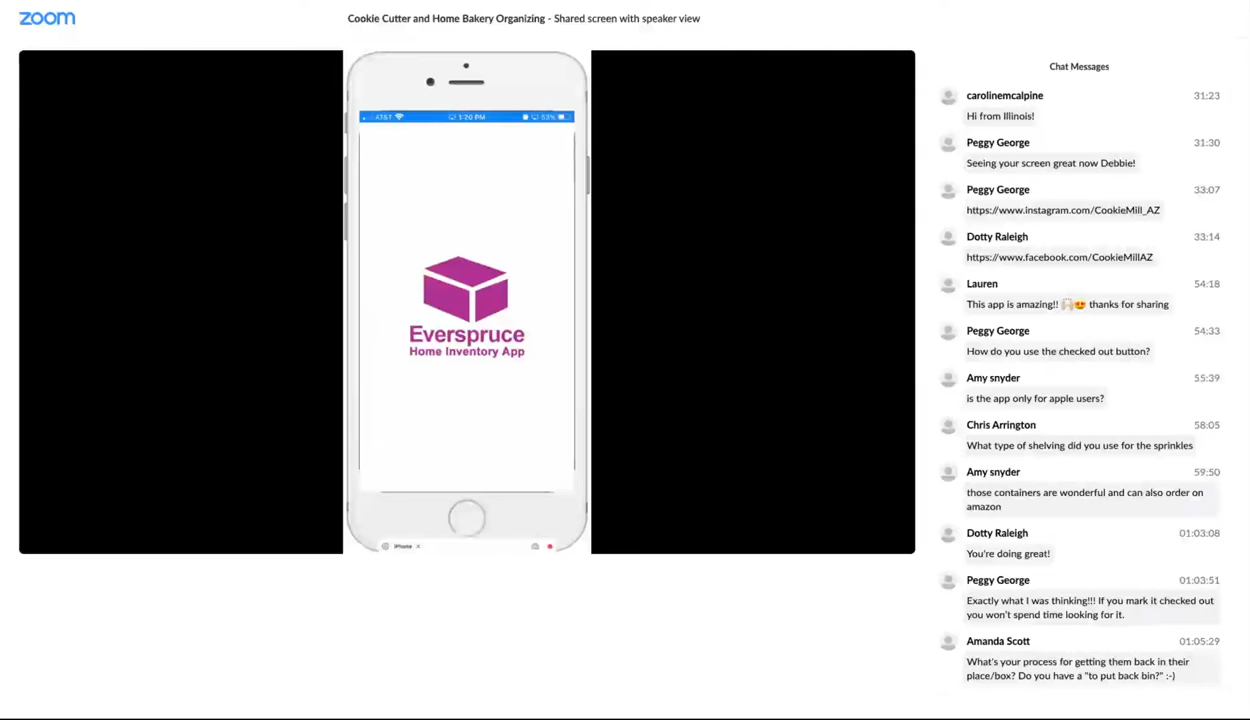 zoom
Cookie Cutter and Home Bakery Organizing - Shared screen with speaker view
AT&T
1:20 PM
53%
Everspruce
Home Inventory App
iPhone
Chat Messages
carolinemcalpine 31:23
Hi from Illinois!
Peggy George 31:30
Seeing your screen great now Debbie!
Peggy George 33:07
https://www.instagram.com/CookieMill_AZ
Dotty Raleigh 33:14
https://www.facebook.com/CookieMillAZ
Lauren 54:18
This app is amazing!! 🙌🏻😍 thanks for sharing
Peggy George 54:33
How do you use the checked out button?
Amy snyder 55:39
is the app only for apple users?
Chris Arrington 58:05
What type of shelving did you use for the sprinkles
Amy snyder 59:50
those containers are wonderful and can also order on
amazon
Dotty Raleigh 01:03:08
You're doing great!
Peggy George 01:03:51
Exactly what I was thinking!!! If you mark it checked out
you won't spend time looking for it.
Amanda Scott 01:05:29
What's your process for getting them back in their
place/box? Do you have a "to put back bin?" :-)